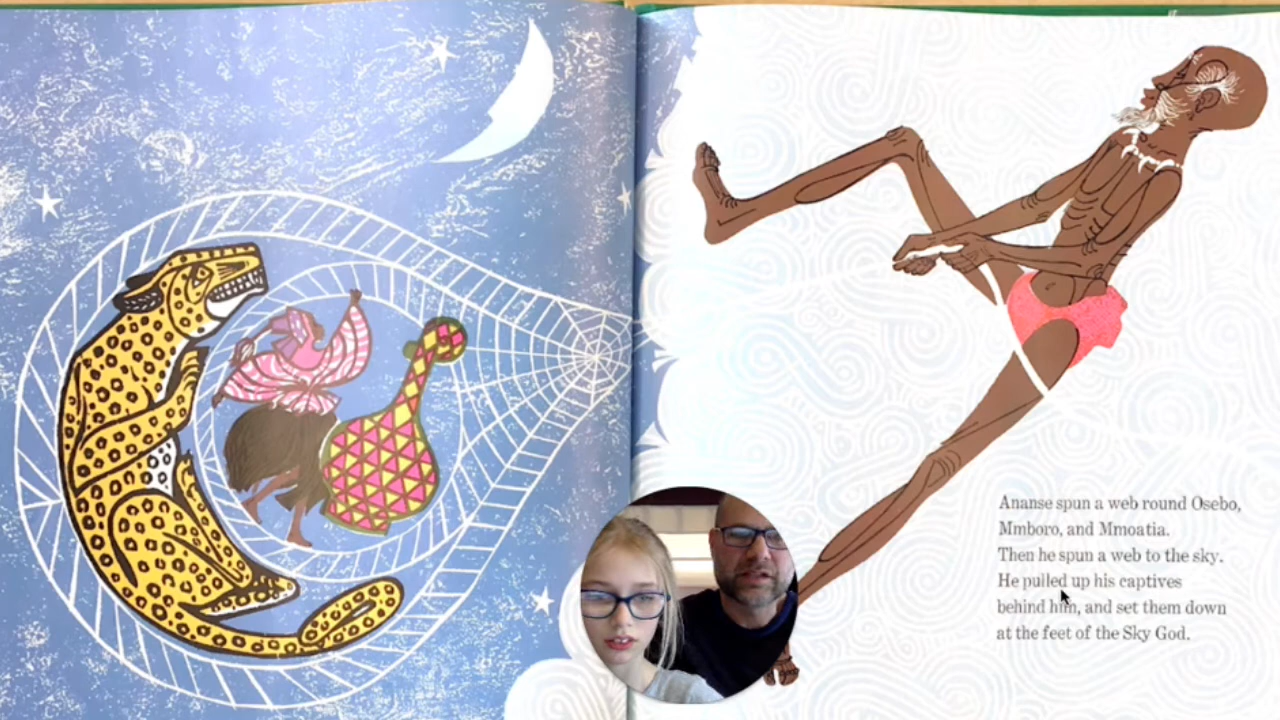 Ananse spun a web round Osebo,
Mmboro, and Mmoatia.
Then he spun a web to the sky.
He pulled up his captives
behind him, and set them down
at the feet of the Sky God.